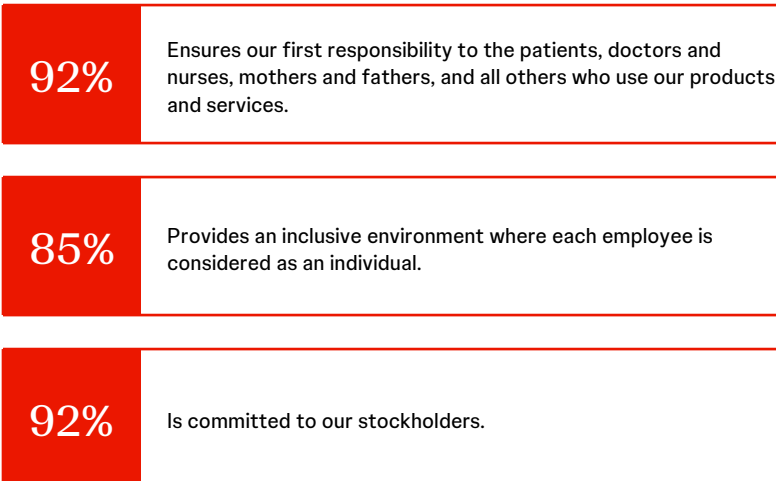 92%
Ensures our first responsibility to the patients, doctors and
nurses, mothers and fathers, and all others who use our products
and services.
85%
Provides an inclusive environment where each employee is
considered as an individual.
92%
Is committed to our stockholders.